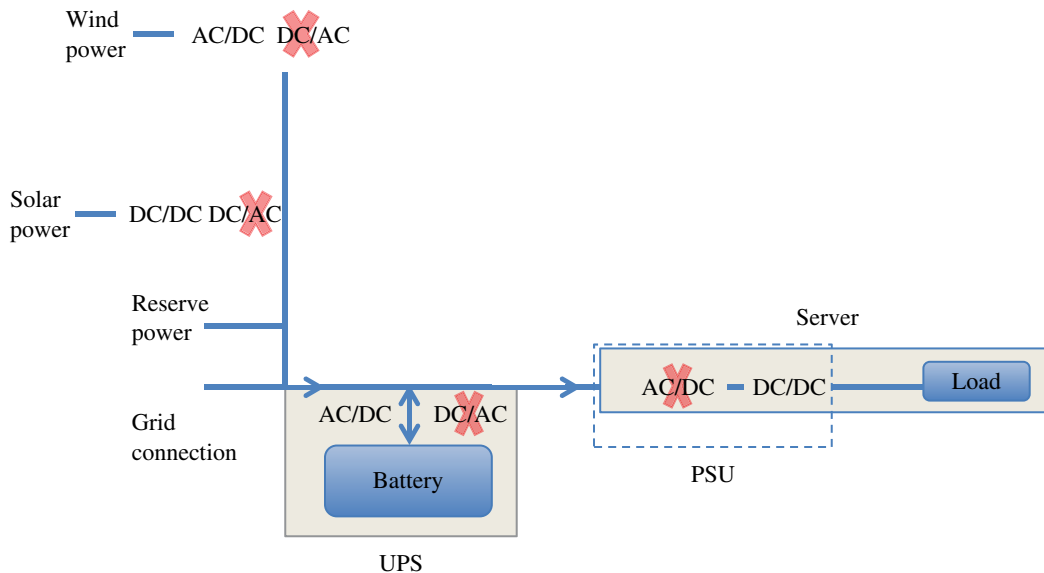 Wind
power
AC/DC DC/AC
Solar
power
DC/DC DC/AC
Reserve
power
Server
AC/DC
DC/DC
Load
Grid
connection
AC/DC
DC/AC
Battery
PSU
UPS